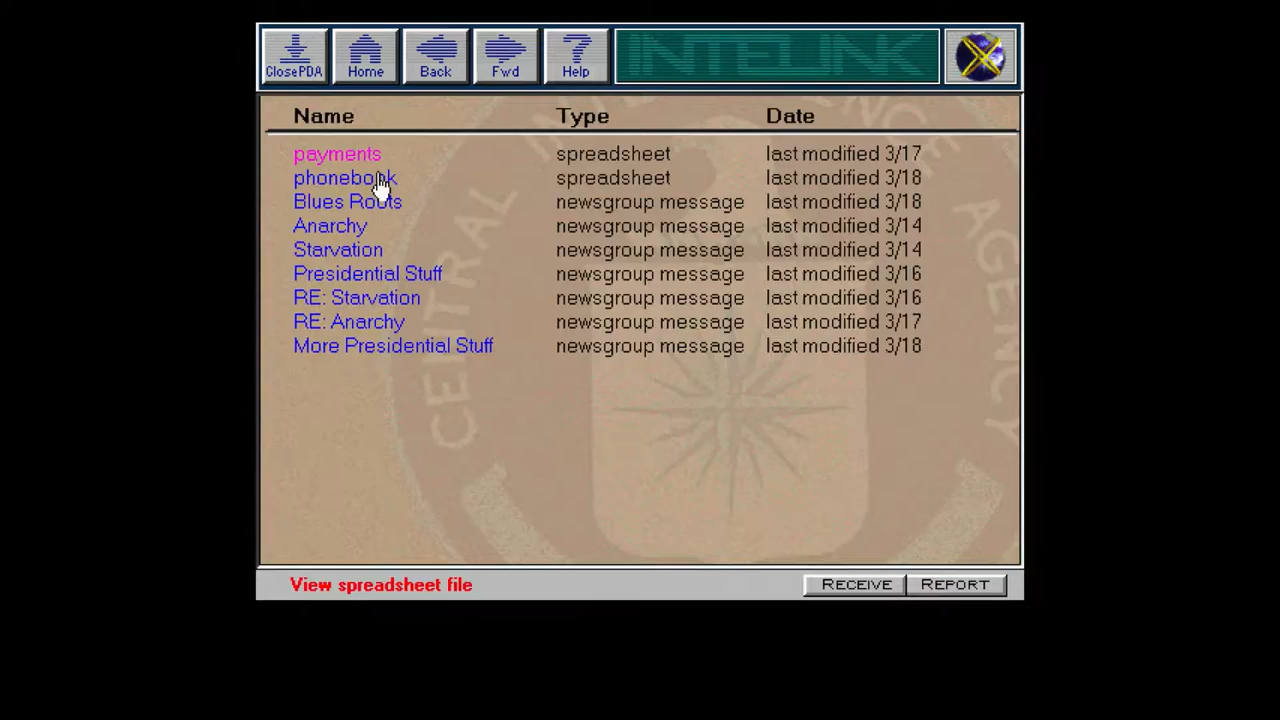 ClosePDA Home Back Fwd Help INTELINK
Name Type Date
payments spreadsheet last modified 3/17
phonebook spreadsheet last modified 3/18
Blues Roots newsgroup message last modified 3/18
Anarchy newsgroup message last modified 3/14
Starvation newsgroup message last modified 3/14
Presidential Stuff newsgroup message last modified 3/16
RE: Starvation newsgroup message last modified 3/16
RE: Anarchy newsgroup message last modified 3/17
More Presidential Stuff newsgroup message last modified 3/18
CENTRAL INTELLIGENCE AGENCY
View spreadsheet file RECEIVE REPORT